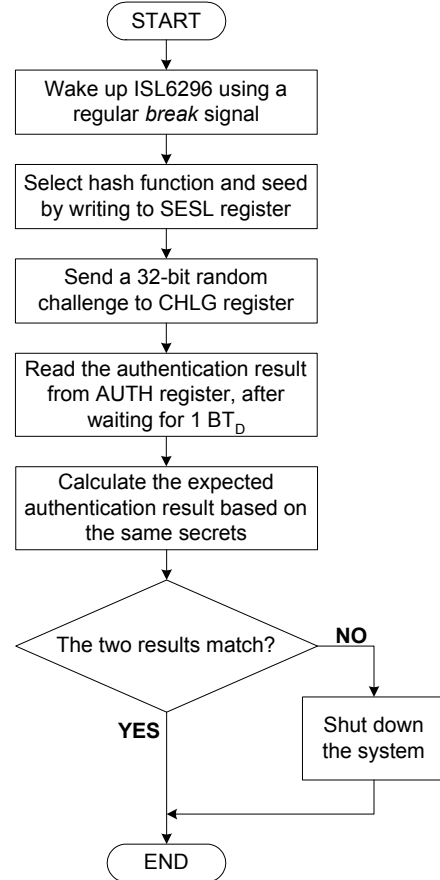 START
Wake up ISL6296 using a
regular break signal
Select hash function and seed
by writing to SESL register
Send a 32-bit random
challenge to CHLG register
Read the authentication result
from AUTH register, after
waiting for 1 BT_D
Calculate the expected
authentication result based on
the same secrets
The two results match?
NO
YES
Shut down
the system
END